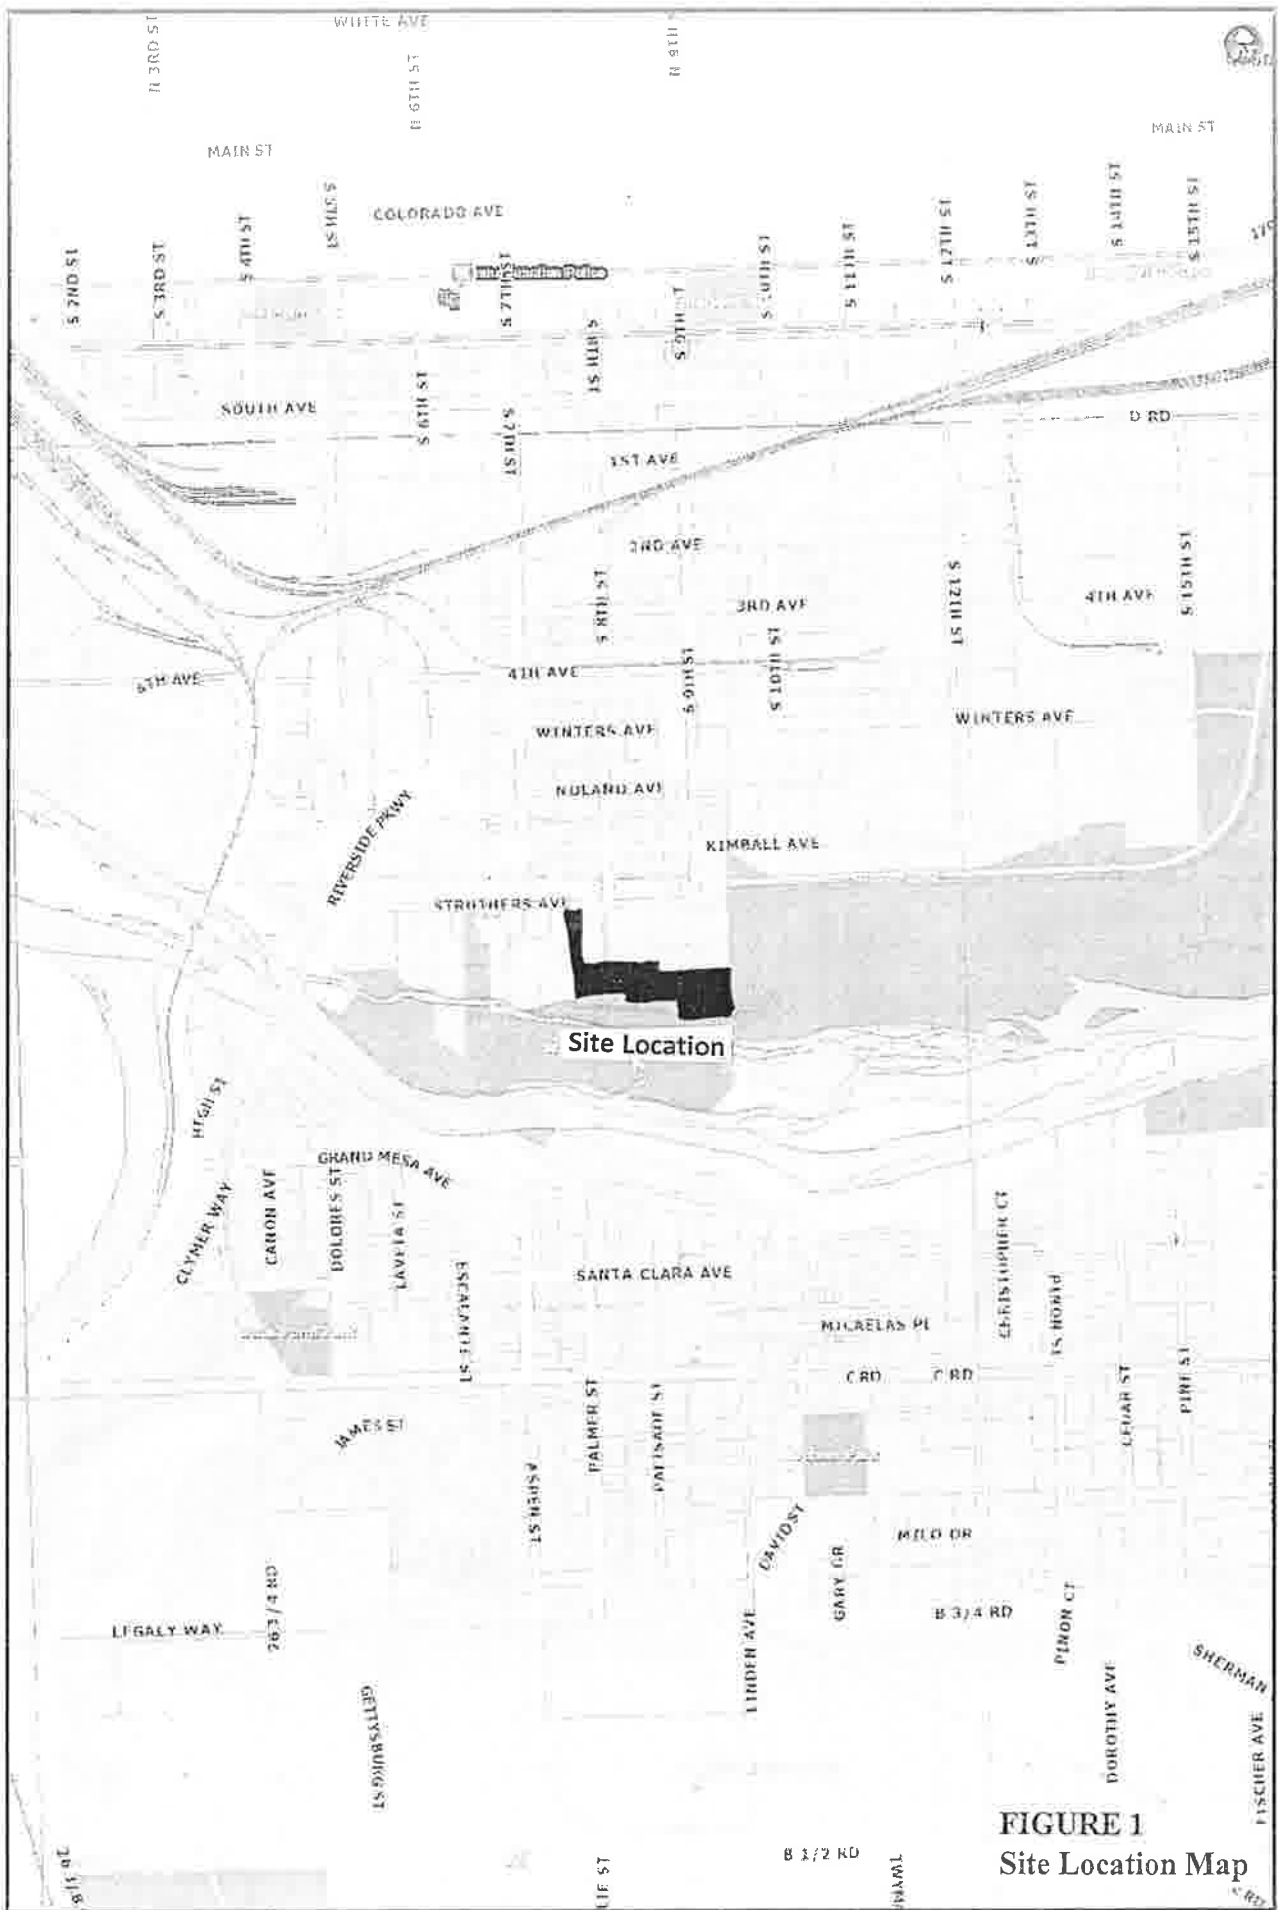 WHITE AVE
N 3RD ST
N 6TH ST
MAIN ST
MAIN ST
COLORADO AVE
S 2ND ST
S 3RD ST
S 4TH ST
S 5TH ST
S 7TH ST
S 8TH ST
S 9TH ST
S 10TH ST
S 11TH ST
S 12TH ST
S 13TH ST
S 14TH ST
S 15TH ST
SOUTH AVE
S 6TH ST
S 7TH ST
D RD
1ST AVE
2ND AVE
S 8TH ST
3RD AVE
S 12TH ST
4TH AVE
S 15TH ST
4TH AVE
S 9TH ST
S 10TH ST
WINTERS AVE
WINTERS AVE
NOLAND AVE
RIVERSIDE PKWY
KIMBALL AVE
STRUTHERS AVE
Site Location
HIGH ST
GRAND MESA AVE
CLYMER WAY
CANON AVE
DOLORES ST
LAVETA ST
ESCALANTE ST
SANTA CLARA AVE
CHRISTOPHER CT
PINON ST
MICAELAS PL
C RD
C RD
CEDAR ST
PINE ST
JAMES ST
PALMER ST
PALISADE ST
ASPEN ST
DAVID ST
MILO DR
GARY DR
B 3/4 RD
LEGACY WAY
26 3/4 RD
LINDEN AVE
PINON CT
SHERMAN
GETTYSBURG ST
DOROTHY AVE
FISCHER AVE
B 1/2 RD
FIGURE 1
Site Location Map